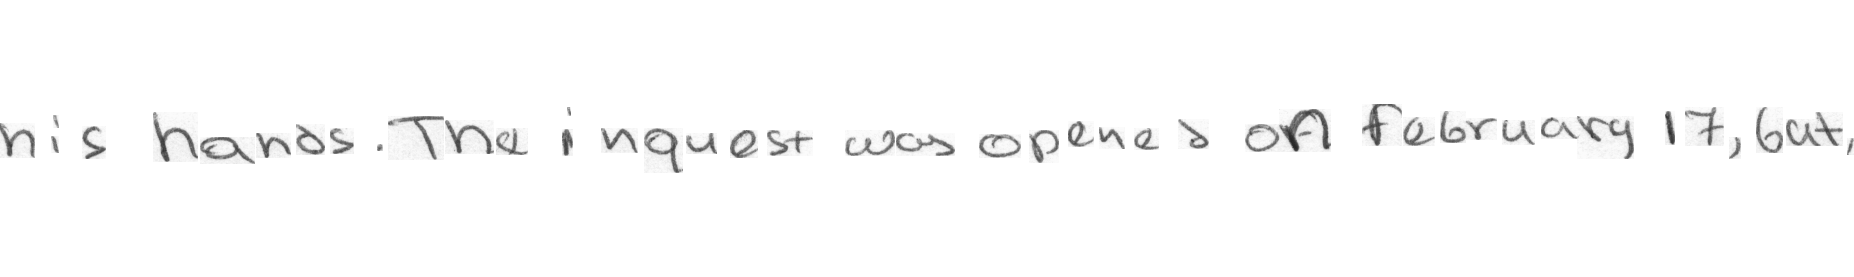 his hands. The inquest was opened on february 17, but,